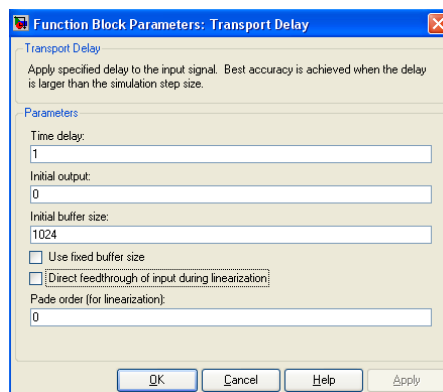 Function Block Parameters: Transport Delay
Transport Delay
Apply specified delay to the input signal. Best accuracy is achieved when the delay
is larger than the simulation step size.
Parameters
Time delay:
1
Initial output:
0
Initial buffer size:
1024
Use fixed buffer size
Direct feedthrough of input during linearization
Pade order (for linearization):
0
OK Cancel Help Apply